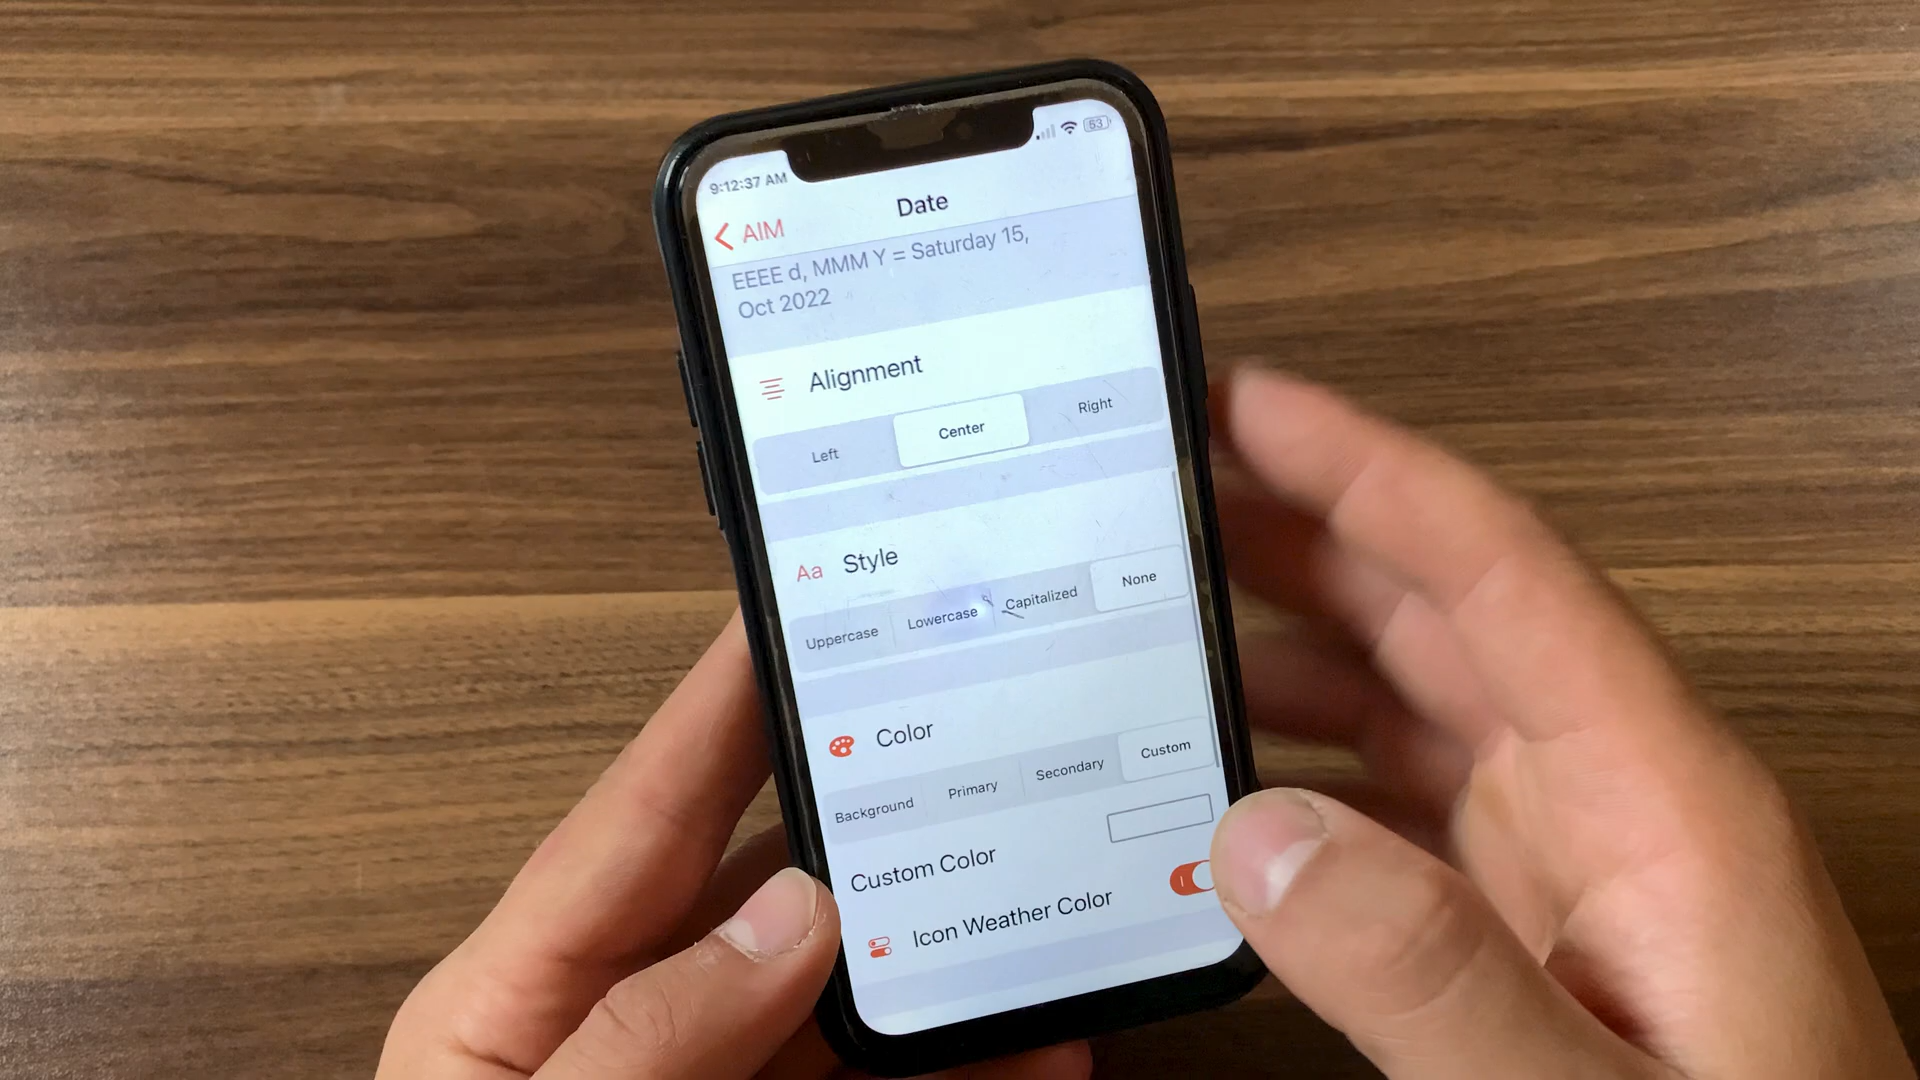 9:12:37 AM
53
AIM
Date
EEEE d, MMM Y = Saturday 15,
Oct 2022
Alignment
Left
Center
Right
Aa
Style
Uppercase
Lowercase
Capitalized
None
Color
Background
Primary
Secondary
Custom
Custom Color
Icon Weather Color